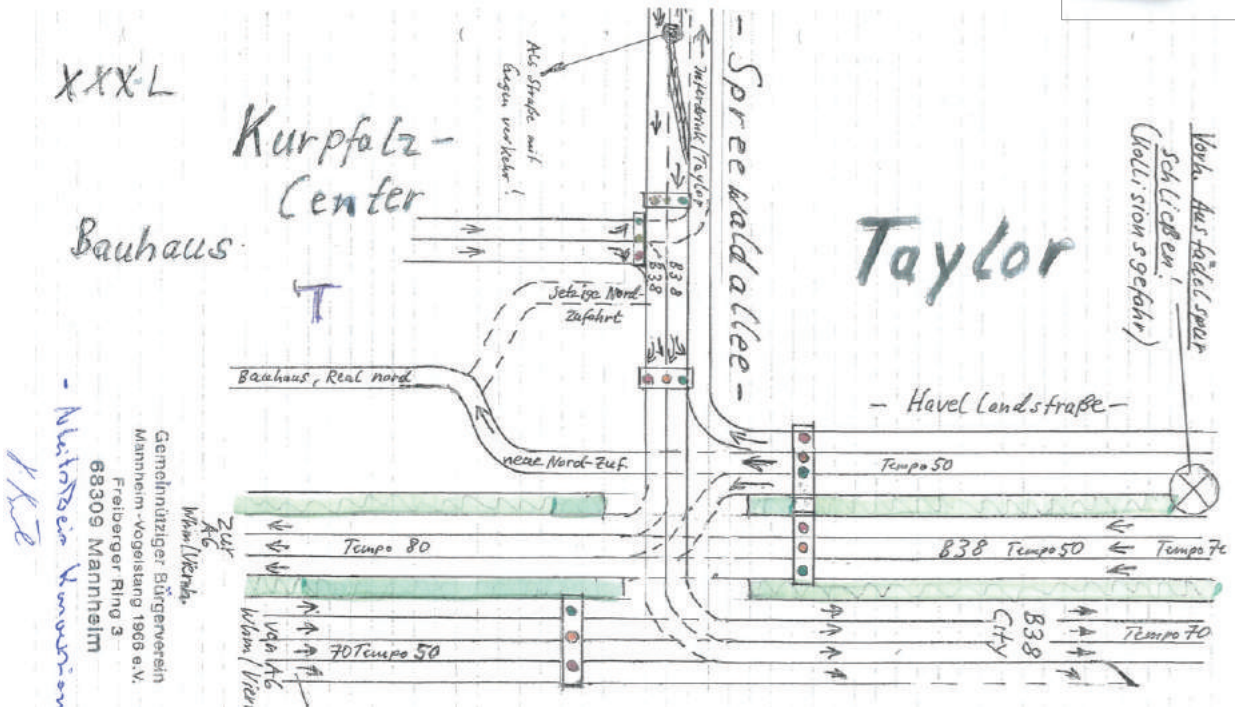 XXXL
Kurpfalz-
Center
Bauhaus
T
Als Straße mit
Gegenverkehr!
Interdrink/Taylor
- Spreewaldallee -
Taylor
schließen!
(Kollisionsgefahr)
B38
B38
Jetzige Nord-
Zufahrt
Bauhaus, Real nord
neue Nord-Zuf.
- Havellandstraße -
Tempo 50
Tempo 80
B38 Tempo 50
Tempo 70
B38
City
Tempo 70
70 Tempo 50
Zur
A6
von A6
Gemeinnütziger Bürgerverein
Mannheim-Vogelstang 1966 e.V.
Freiberger Ring 3
68309 Mannheim